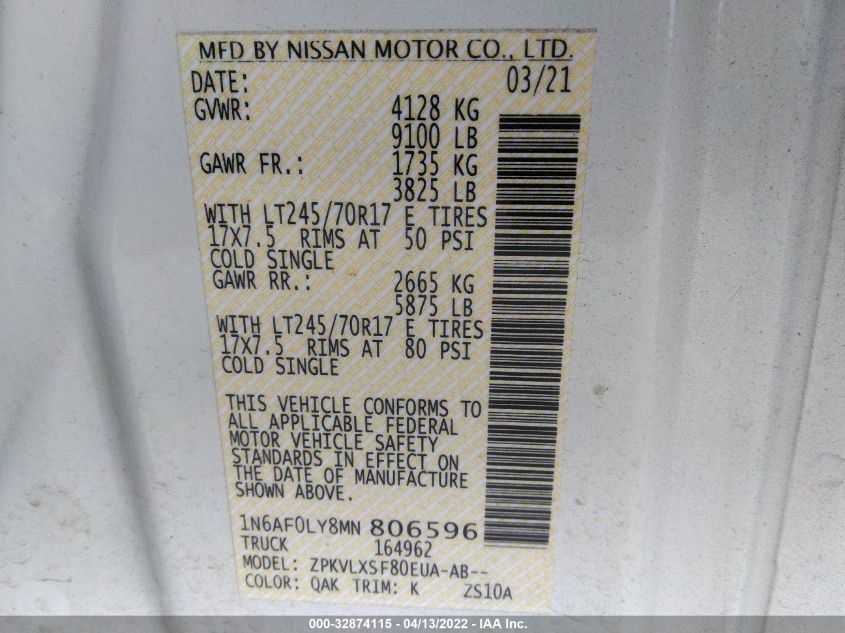 MFD BY NISSAN MOTOR CO., LTD.
DATE: 03/21
GVWR: 4128 KG
9100 LB
GAWR FR.: 1735 KG
3825 LB
WITH LT245/70R17 E TIRES
17X7.5 RIMS AT 50 PSI
COLD SINGLE
GAWR RR.: 2665 KG
5875 LB
WITH LT245/70R17 E TIRES
17X7.5 RIMS AT 80 PSI
COLD SINGLE
THIS VEHICLE CONFORMS TO
ALL APPLICABLE FEDERAL
MOTOR VEHICLE SAFETY
STANDARDS IN EFFECT ON
THE DATE OF MANUFACTURE
SHOWN ABOVE.
1N6AF0LY8MN 806596
TRUCK 164962
MODEL: ZPKVLXSF80EUA-AB--
COLOR: QAK TRIM: K ZS10A
000-32874115 - 04/13/2022 - IAA Inc.